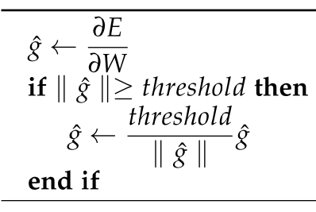 ĝ ← ∂E/∂W
if ‖ ĝ ‖≥ threshold then
ĝ ← threshold/‖ ĝ ‖ ĝ
end if